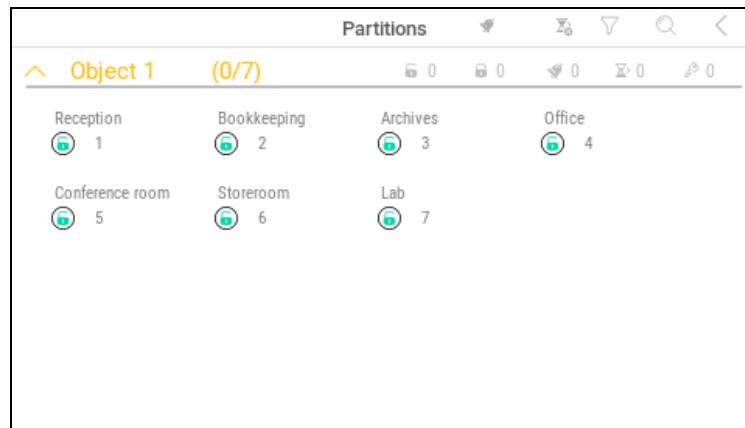 Partitions
Object 1 (0/7) 0 0 0 0 0
Reception Bookkeeping Archives Office
1 2 3 4
Conference room Storeroom Lab
5 6 7